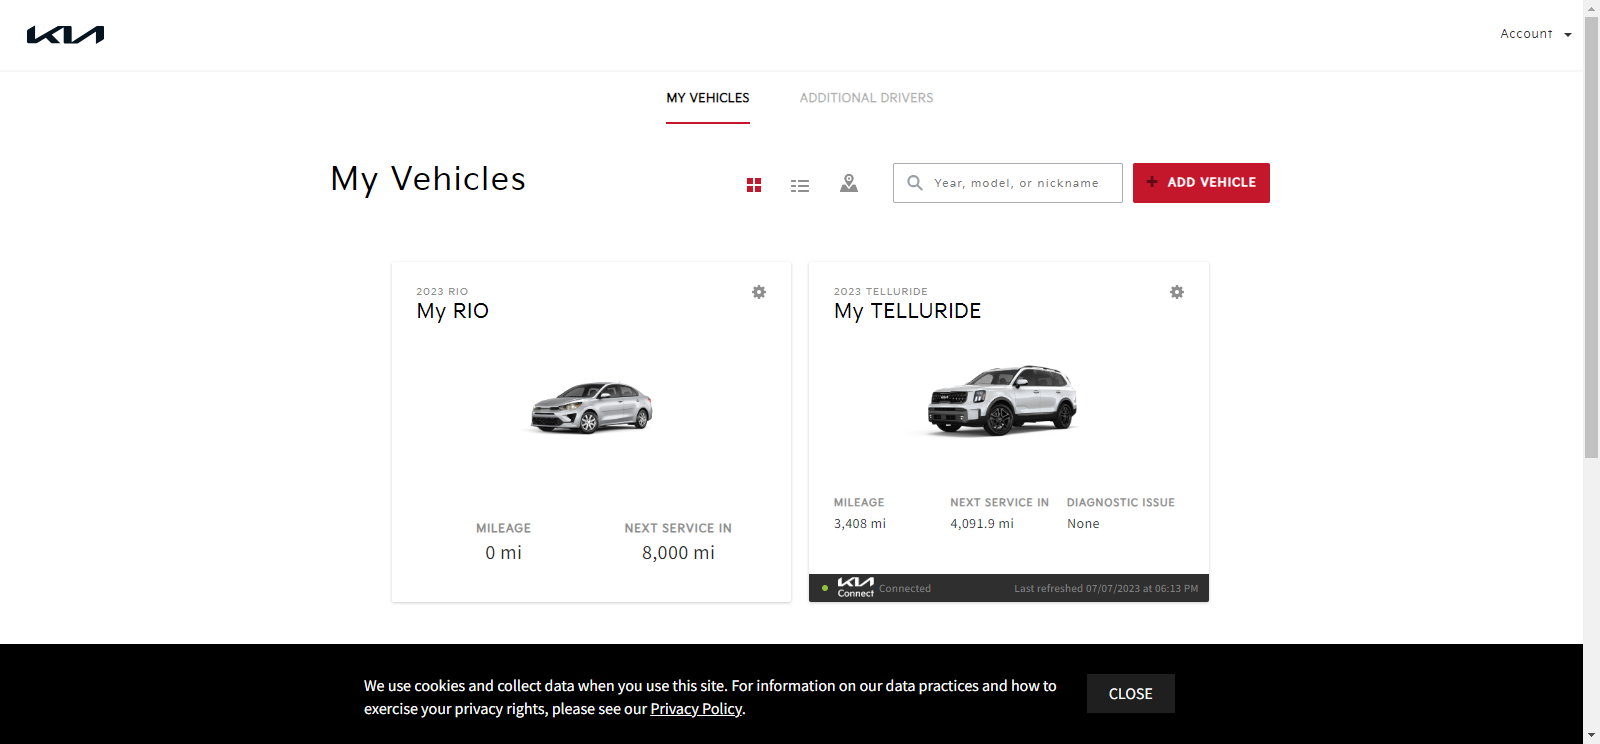 KIA
Account
MY VEHICLES
ADDITIONAL DRIVERS
My Vehicles
Year, model, or nickname
+ ADD VEHICLE
2023 RIO
My RIO
MILEAGE
NEXT SERVICE IN
0 mi
8,000 mi
2023 TELLURIDE
My TELLURIDE
MILEAGE
NEXT SERVICE IN
DIAGNOSTIC ISSUE
3,408 mi
4,091.9 mi
None
KIA
Connect
Connected
Last refreshed 07/07/2023 at 06:13 PM
We use cookies and collect data when you use this site. For information on our data practices and how to
exercise your privacy rights, please see our Privacy Policy.
CLOSE